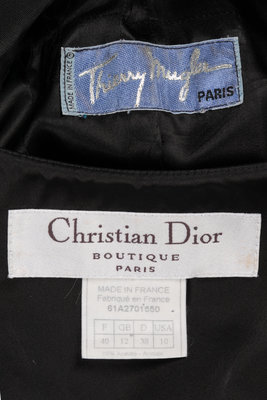 MADE IN FRANCE
Thierry Mugler
PARIS
Christian Dior
BOUTIQUE
PARIS
MADE IN FRANCE
Fabriqué en France
61A2701550
F GB D USA
40 12 38 10